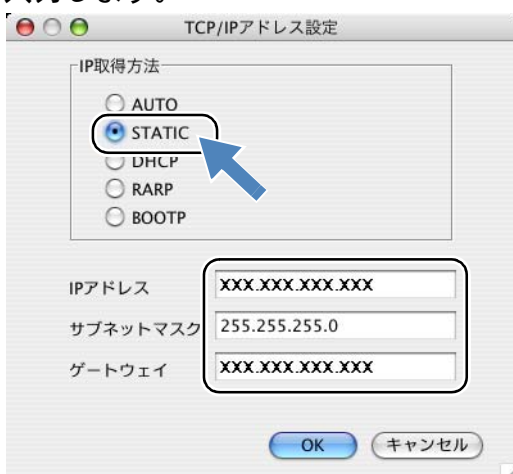 TCP/IPアドレス設定
IP取得方法
AUTO
STATIC
DHCP
RARP
BOOTP
IPアドレス XXX.XXX.XXX.XXX
サブネットマスク 255.255.255.0
ゲートウェイ XXX.XXX.XXX.XXX
OK キャンセル